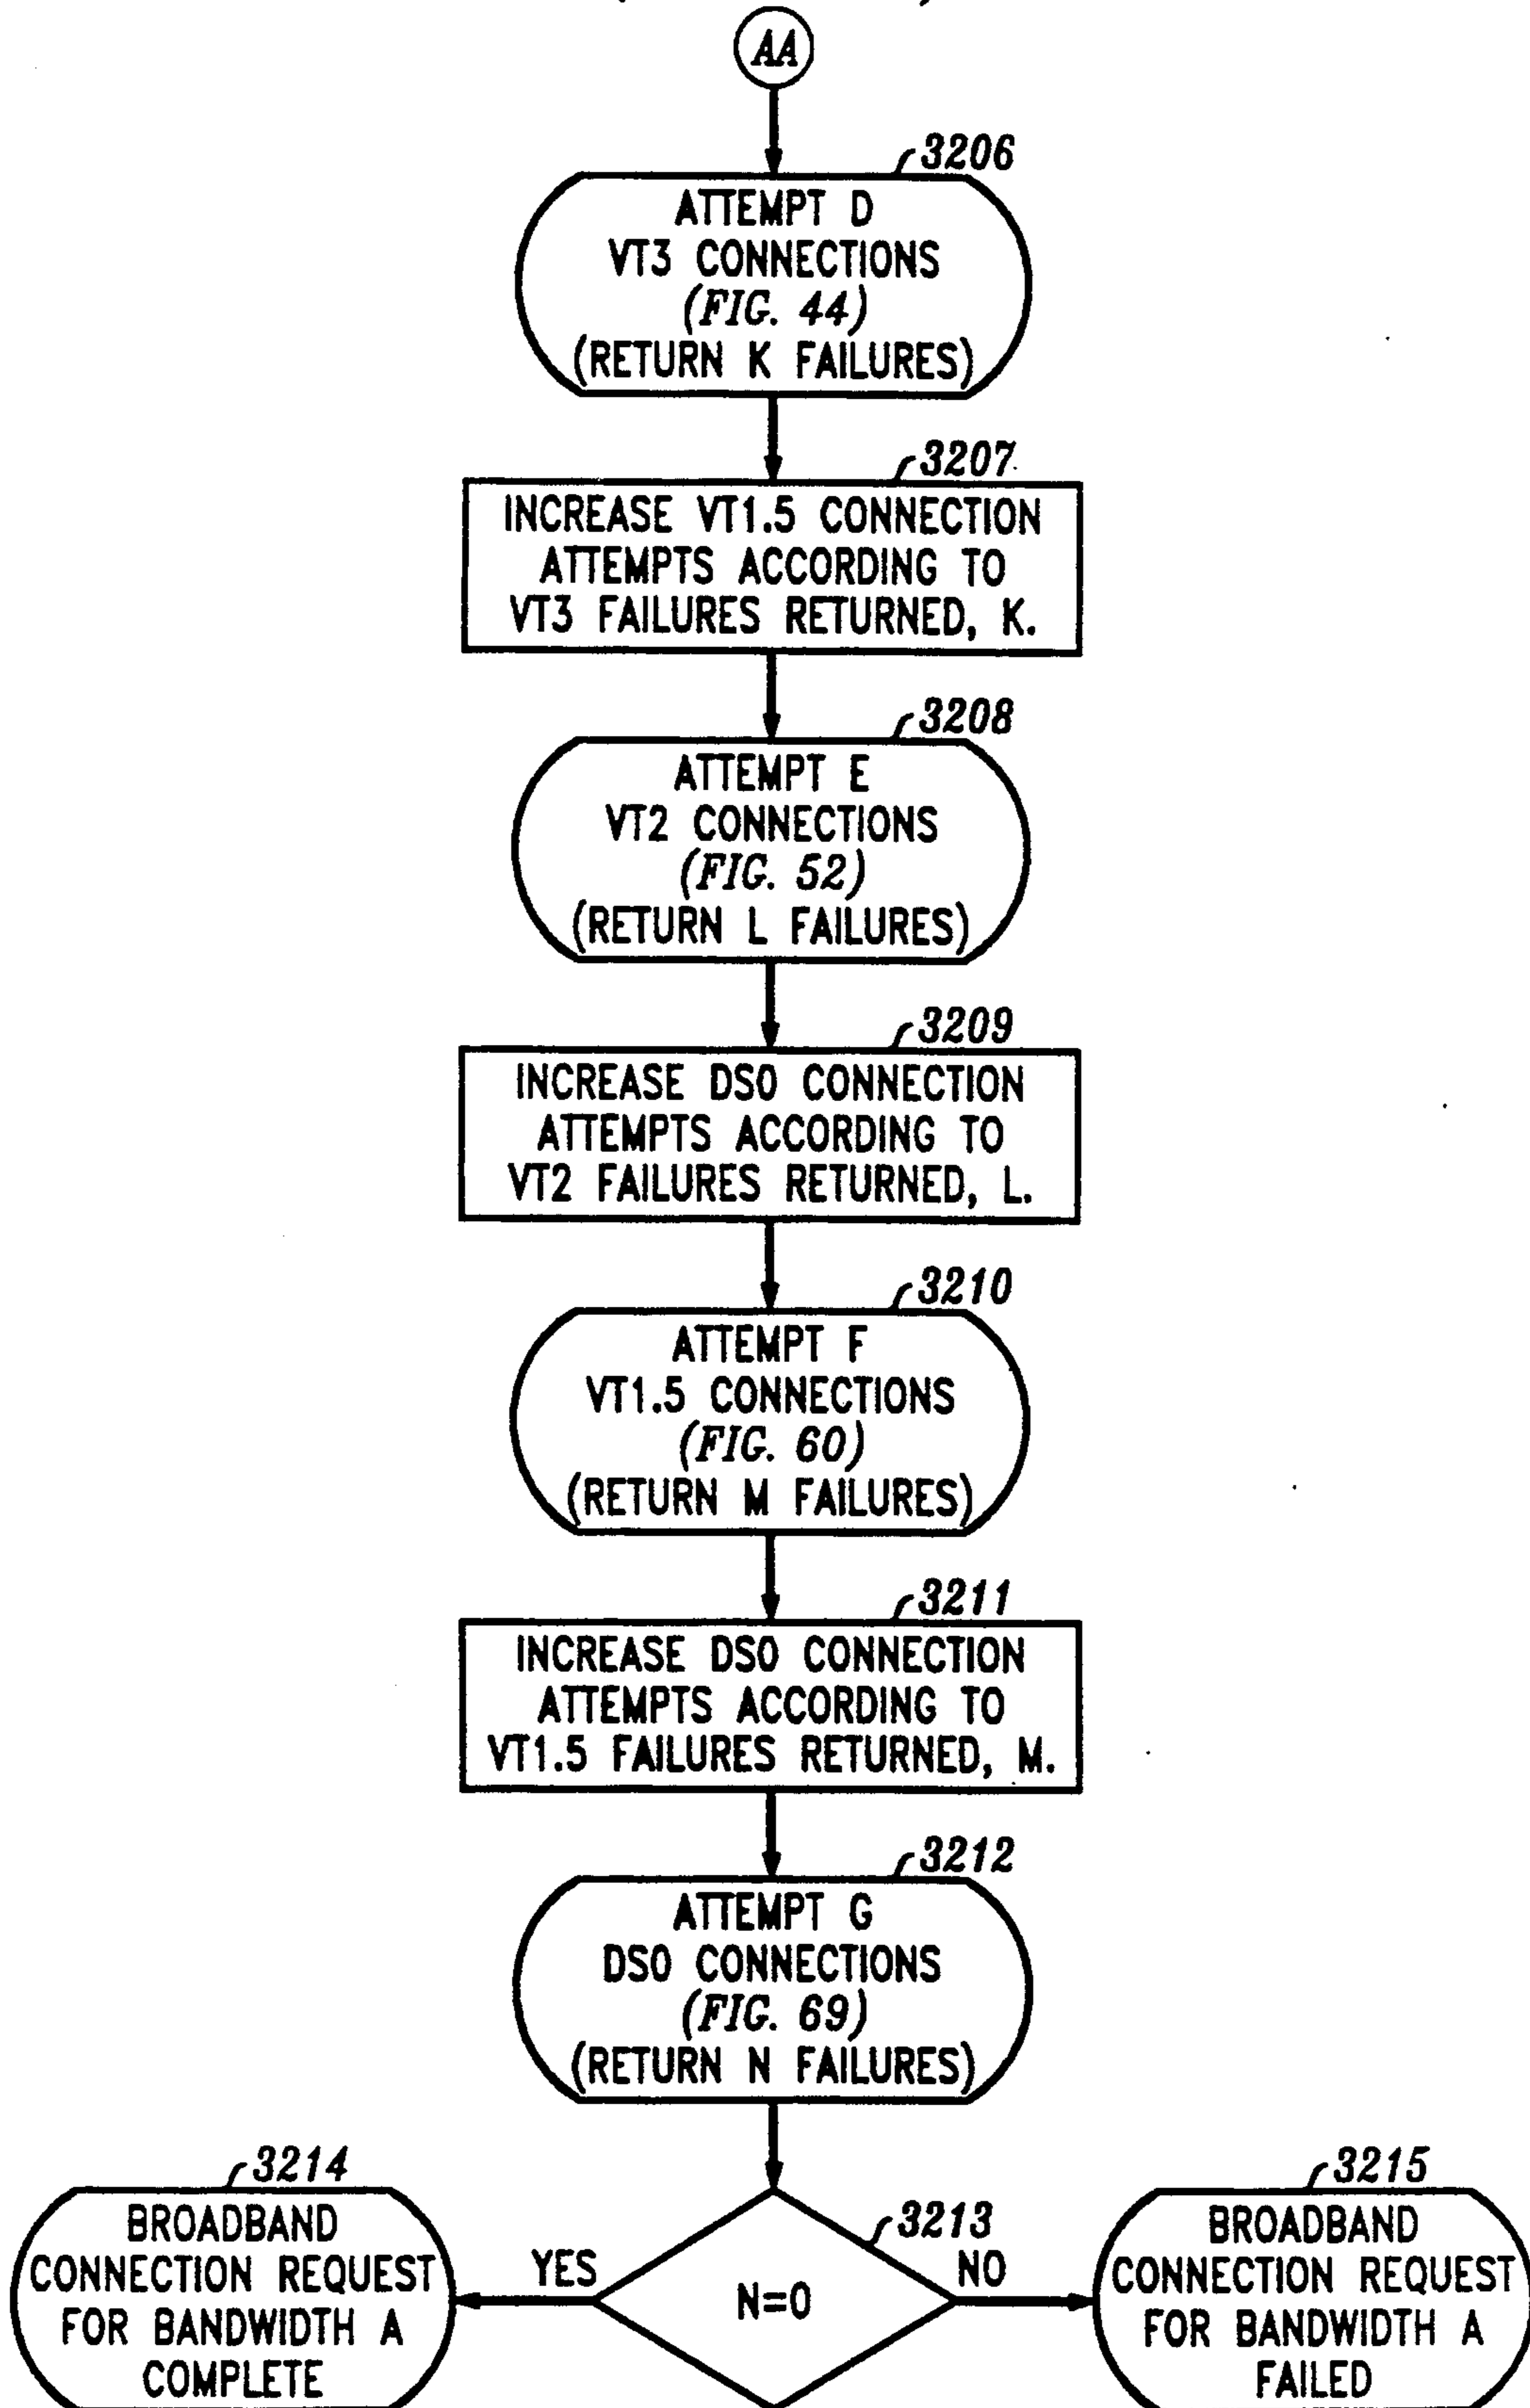 AA
3206
ATTEMPT D
VT3 CONNECTIONS
(FIG. 44)
(RETURN K FAILURES)
3207
INCREASE VT1.5 CONNECTION
ATTEMPTS ACCORDING TO
VT3 FAILURES RETURNED, K.
3208
ATTEMPT E
VT2 CONNECTIONS
(FIG. 52)
(RETURN L FAILURES)
3209
INCREASE DS0 CONNECTION
ATTEMPTS ACCORDING TO
VT2 FAILURES RETURNED, L.
3210
ATTEMPT F
VT1.5 CONNECTIONS
(FIG. 60)
(RETURN M FAILURES)
3211
INCREASE DS0 CONNECTION
ATTEMPTS ACCORDING TO
VT1.5 FAILURES RETURNED, M.
3212
ATTEMPT G
DS0 CONNECTIONS
(FIG. 69)
(RETURN N FAILURES)
3213
N=0
YES
NO
3214
BROADBAND
CONNECTION REQUEST
FOR BANDWIDTH A
COMPLETE
3215
BROADBAND
CONNECTION REQUEST
FOR BANDWIDTH A
FAILED